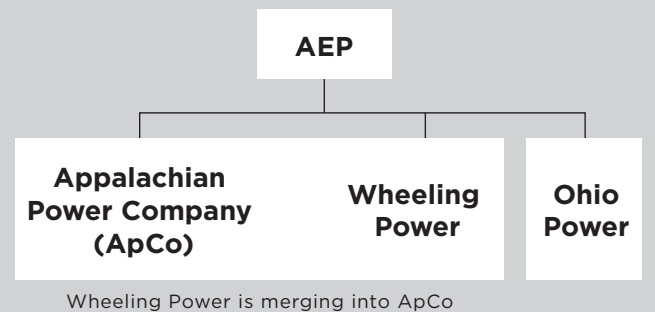 AEP
Appalachian
Power Company
(ApCo)
Wheeling
Power
Ohio
Power
Wheeling Power is merging into ApCo